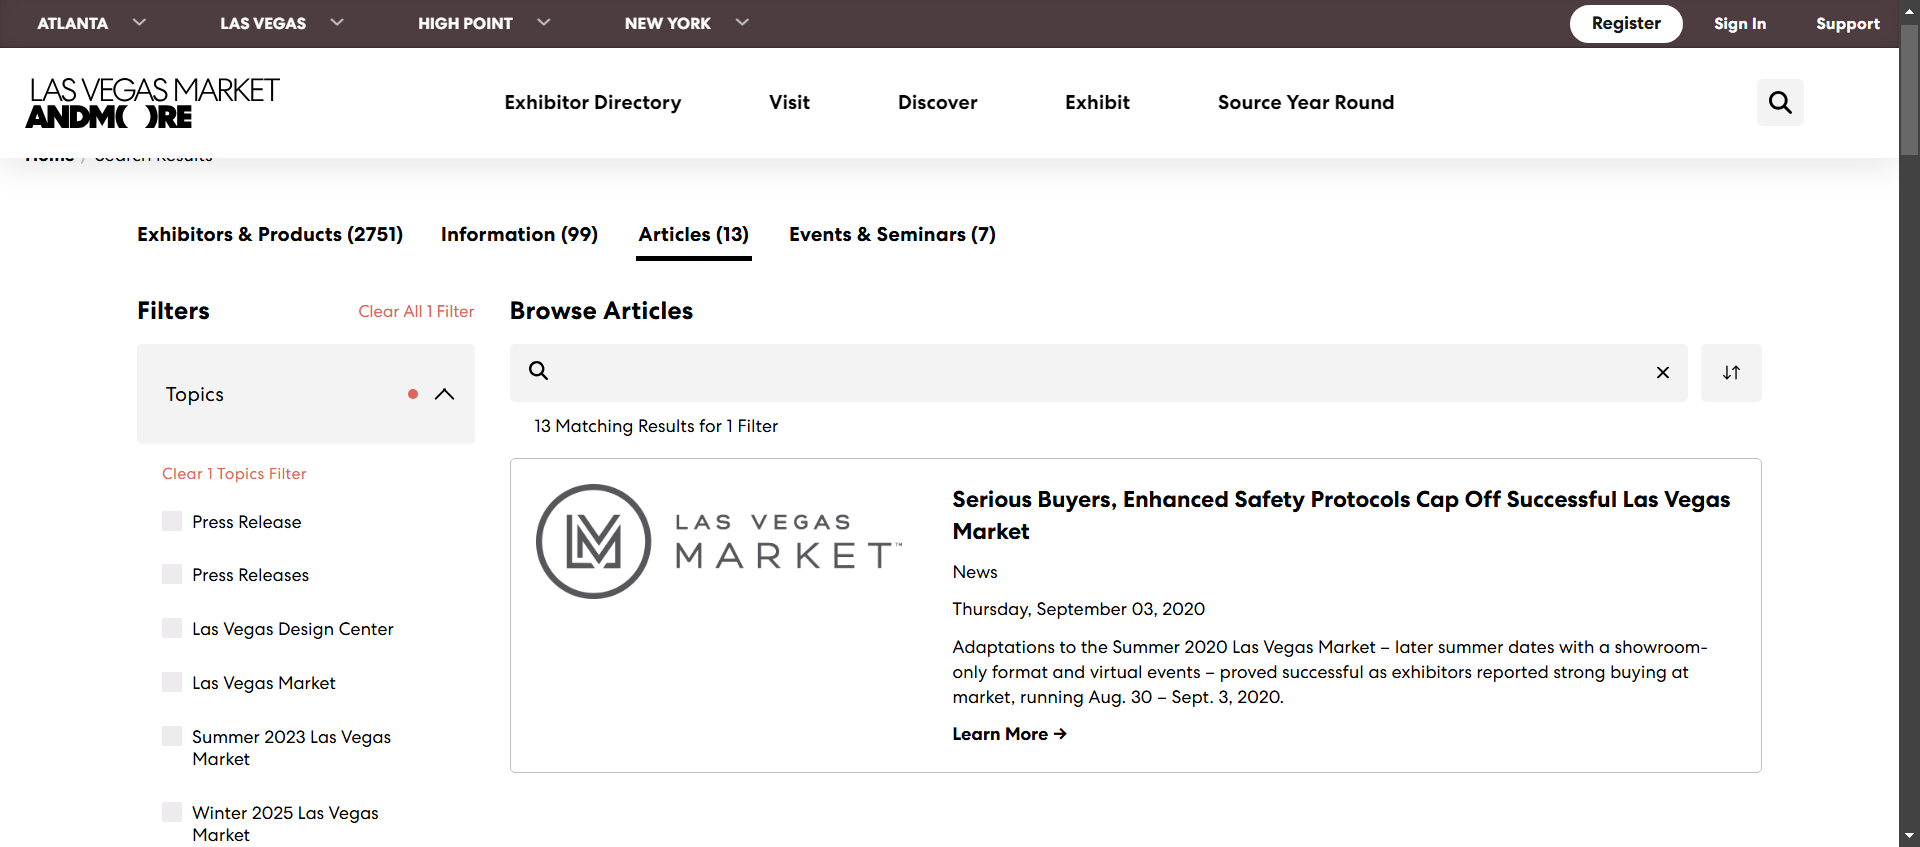 ATLANTA LAS VEGAS HIGH POINT NEW YORK Register Sign In Support
LAS VEGAS MARKET
ANDMORE
Exhibitor Directory Visit Discover Exhibit Source Year Round
Home / Search Results
Exhibitors & Products (2751) Information (99) Articles (13) Events & Seminars (7)
Filters Clear All 1 Filter
Browse Articles
Topics
13 Matching Results for 1 Filter
Clear 1 Topics Filter
Press Release
Press Releases
Las Vegas Design Center
Las Vegas Market
Summer 2023 Las Vegas
Market
Winter 2025 Las Vegas
Market
LAS VEGAS
MARKET™
Serious Buyers, Enhanced Safety Protocols Cap Off Successful Las Vegas
Market
News
Thursday, September 03, 2020
Adaptations to the Summer 2020 Las Vegas Market – later summer dates with a showroom-
only format and virtual events – proved successful as exhibitors reported strong buying at
market, running Aug. 30 – Sept. 3, 2020.
Learn More →